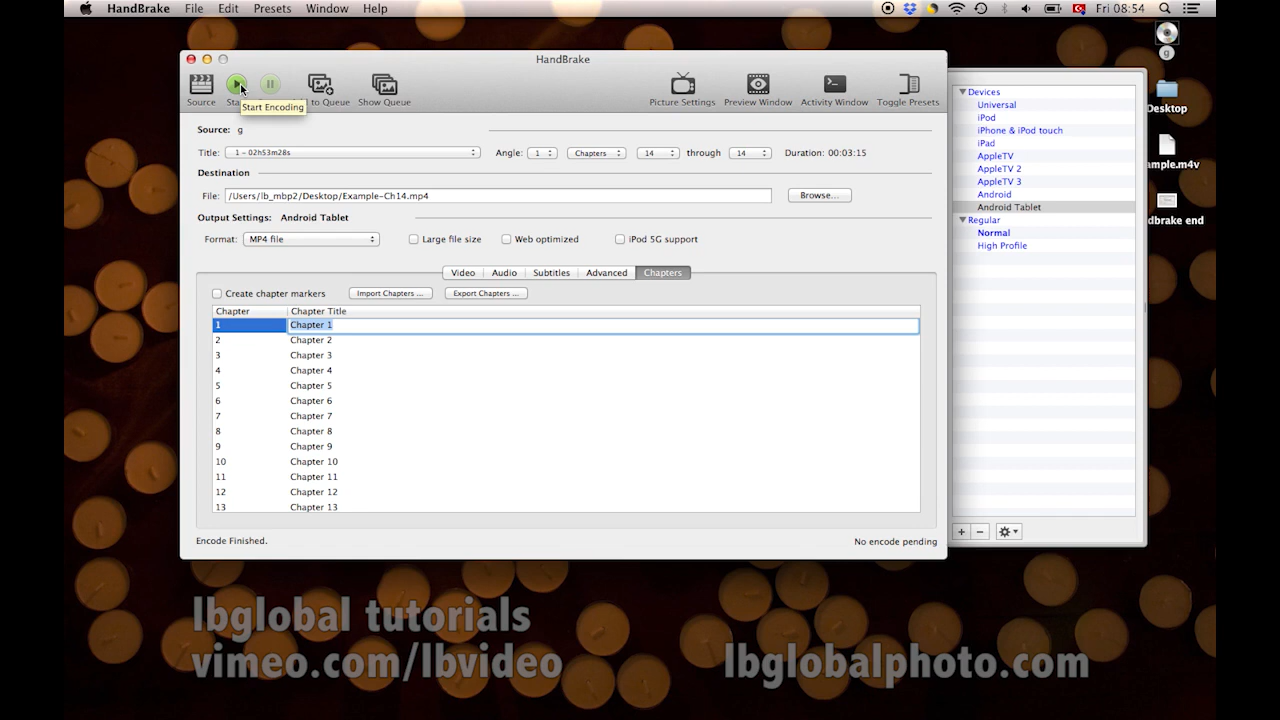 HandBrake File Edit Presets Window Help Fri 08:54
HandBrake
Source to Queue Show Queue Picture Settings Preview Window Activity Window Toggle Presets
Start Encoding
g
Source: g
Title: 1 - 02h53m28s Angle: 1 Chapters 14 through 14 Duration: 00:03:15
Destination
File: /Users/lb_mbp2/Desktop/Example-Ch14.mp4 Browse...
Output Settings: Android Tablet
Format: MP4 file Large file size Web optimized iPod 5G support
Video Audio Subtitles Advanced Chapters
Create chapter markers Import Chapters ... Export Chapters ...
Chapter Chapter Title
1 Chapter 1
2 Chapter 2
3 Chapter 3
4 Chapter 4
5 Chapter 5
6 Chapter 6
7 Chapter 7
8 Chapter 8
9 Chapter 9
10 Chapter 10
11 Chapter 11
12 Chapter 12
13 Chapter 13
Encode Finished. No encode pending
Devices
Universal
iPod
iPhone & iPod touch
iPad
AppleTV
AppleTV 2
AppleTV 3
Android
Android Tablet
Regular
Normal
High Profile
Desktop
ample.m4v
dbrake end
lbglobal tutorials
vimeo.com/lbvideo lbglobalphoto.com